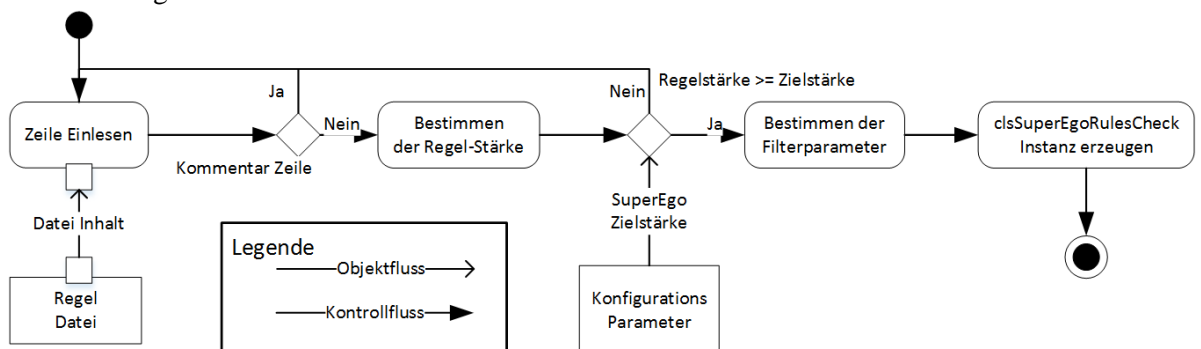 Regelstärke >= Zielstärke
Ja
Nein
Zeile Einlesen
Nein
Bestimmen
der Regel-Stärke
Ja
Bestimmen der
Filterparameter
clsSuperEgoRulesCheck
Instanz erzeugen
Kommentar Zeile
Datei Inhalt
SuperEgo
Zielstärke
Legende
Objektfluss
Kontrollfluss
Regel
Datei
Konfigurations
Parameter